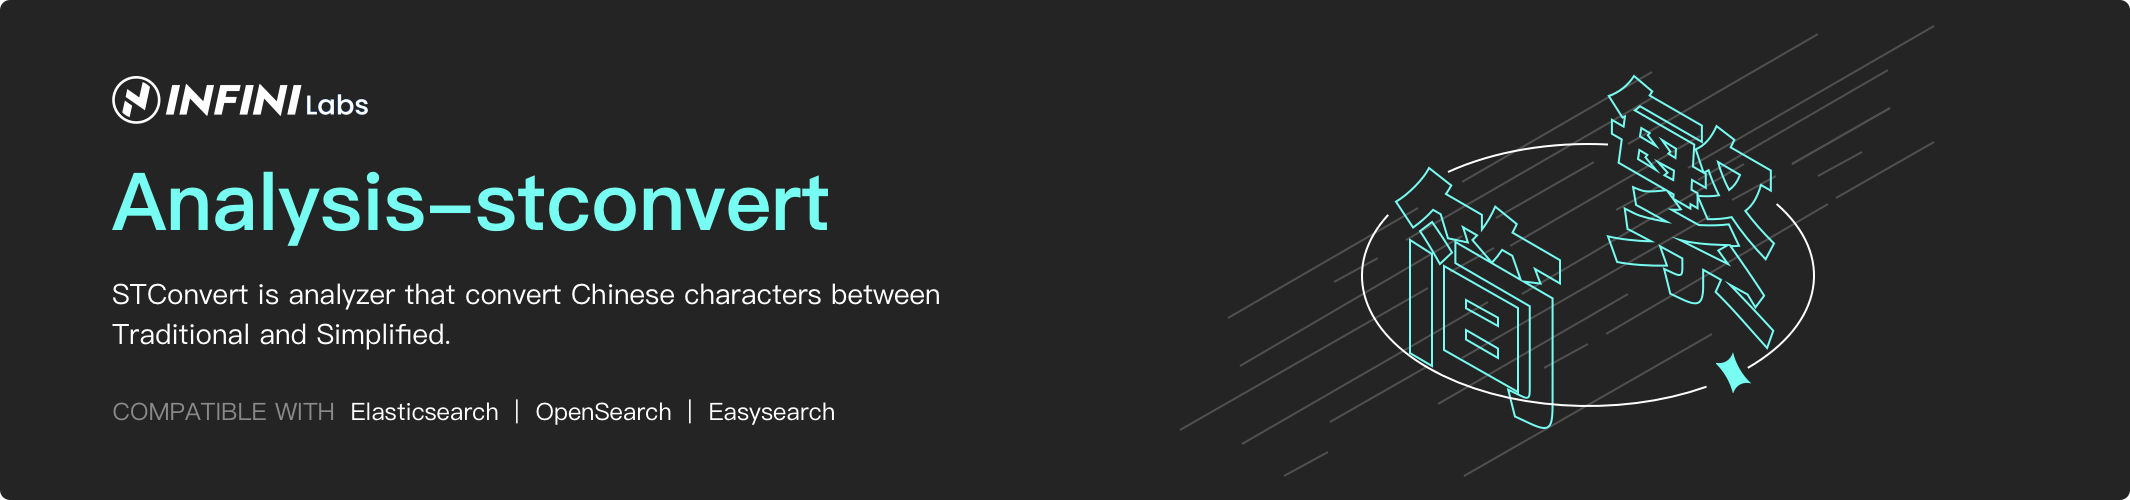 INFINI Labs
Analysis-stconvert
STConvert is analyzer that convert Chinese characters between
Traditional and Simplified.
COMPATIBLE WITH Elasticsearch | OpenSearch | Easysearch
简 繁